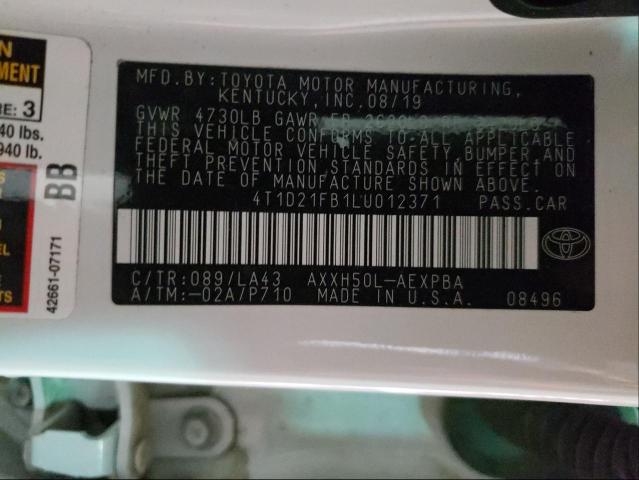 N
MENT
RE: 3
40 lbs.
940 lb.
BB
EL
42661-07171
MFD.BY:TOYOTA MOTOR MANUFACTURING,
KENTUCKY,INC.08/19
GVWR 4730LB GAWR
THIS VEHICLE CONFORMS TO ALL APPLICABLE
FEDERAL MOTOR VEHICLE SAFETY,BUMPER,AND
THEFT PREVENTION STANDARDS IN EFFECT ON
THE DATE OF MANUFACTURE SHOWN ABOVE.
4T1D21FB1LU012371 PASS.CAR
C/TR:089/LA43 AXXH50L-AEXPBA
A/TM:-02A/P710 MADE IN U.S.A. 08496